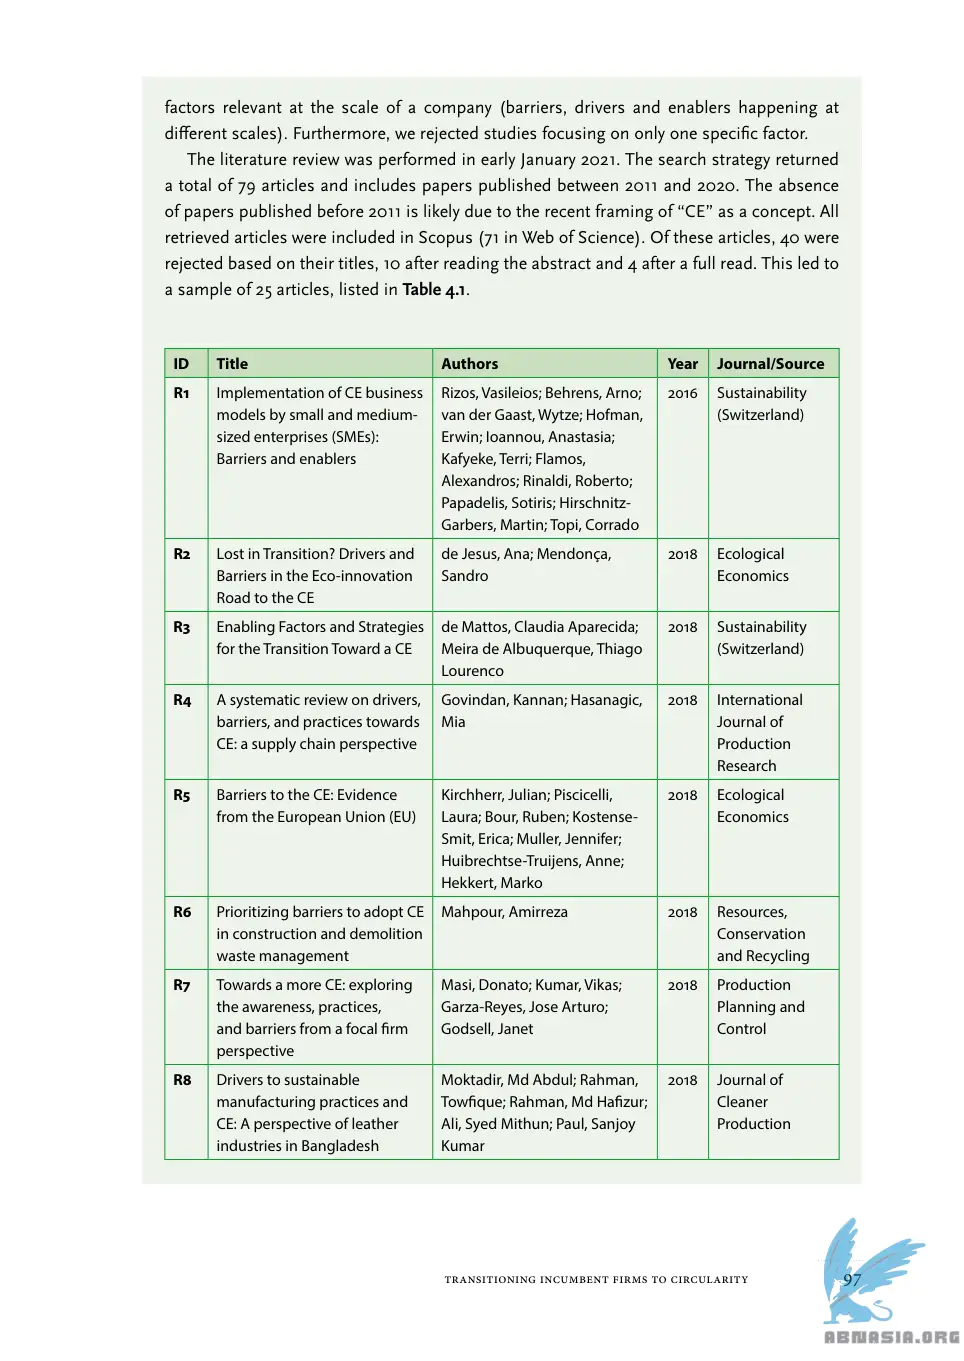 factors relevant at the scale of a company (barriers, drivers and enablers happening at
different scales). Furthermore, we rejected studies focusing on only one specific factor.
The literature review was performed in early January 2021. The search strategy returned
a total of 79 articles and includes papers published between 2011 and 2020. The absence
of papers published before 2011 is likely due to the recent framing of “CE” as a concept. All
retrieved articles were included in Scopus (71 in Web of Science). Of these articles, 40 were
rejected based on their titles, 10 after reading the abstract and 4 after a full read. This led to
a sample of 25 articles, listed in Table 4.1.
ID Title Authors Year Journal/Source
R1 Implementation of CE business Rizos, Vasileios; Behrens, Arno; 2016 Sustainability
models by small and medium- van der Gaast, Wytze; Hofman, (Switzerland)
sized enterprises (SMEs): Erwin; Ioannou, Anastasia;
Barriers and enablers Kafyeke, Terri; Flamos,
Alexandros; Rinaldi, Roberto;
Papadelis, Sotiris; Hirschnitz-
Garbers, Martin; Topi, Corrado
R2 Lost in Transition? Drivers and de Jesus, Ana; Mendonça, 2018 Ecological
Barriers in the Eco-innovation Sandro Economics
Road to the CE
R3 Enabling Factors and Strategies de Mattos, Claudia Aparecida; 2018 Sustainability
for the Transition Toward a CE Meira de Albuquerque, Thiago (Switzerland)
Lourenco
R4 A systematic review on drivers, Govindan, Kannan; Hasanagic, 2018 International
barriers, and practices towards Mia Journal of
CE: a supply chain perspective Production
Research
R5 Barriers to the CE: Evidence Kirchherr, Julian; Piscicelli, 2018 Ecological
from the European Union (EU) Laura; Bour, Ruben; Kostense- Economics
Smit, Erica; Muller, Jennifer;
Huibrechtse-Truijens, Anne;
Hekkert, Marko
R6 Prioritizing barriers to adopt CE Mahpour, Amirreza 2018 Resources,
in construction and demolition Conservation
waste management and Recycling
R7 Towards a more CE: exploring Masi, Donato; Kumar, Vikas; 2018 Production
the awareness, practices, Garza-Reyes, Jose Arturo; Planning and
and barriers from a focal firm Godsell, Janet Control
perspective
R8 Drivers to sustainable Moktadir, Md Abdul; Rahman, 2018 Journal of
manufacturing practices and Towfique; Rahman, Md Hafizur; Cleaner
CE: A perspective of leather Ali, Syed Mithun; Paul, Sanjoy Production
industries in Bangladesh Kumar
TRANSITIONING INCUMBENT FIRMS TO CIRCULARITY 97
ABNASIA.ORG